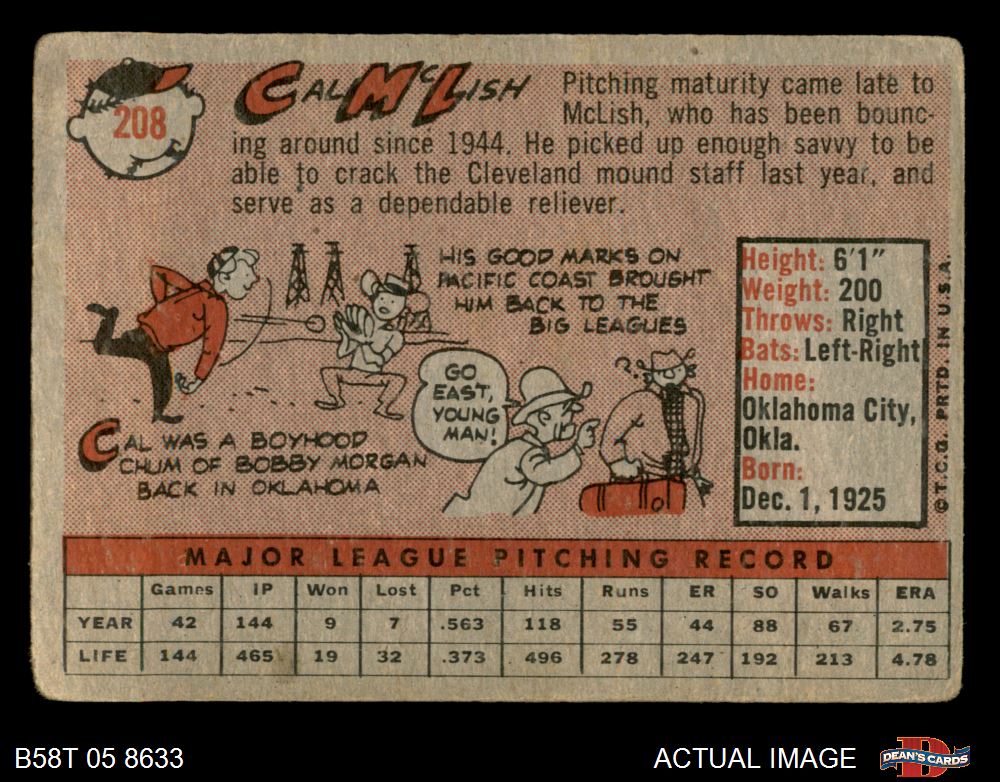 208
CAL McLISH
Pitching maturity came late to
McLish, who has been bounc-
ing around since 1944. He picked up enough savvy to be
able to crack the Cleveland mound staff last year, and
serve as a dependable reliever.
HIS GOOD MARKS ON
PACIFIC COAST BROUGHT
HIM BACK TO THE
BIG LEAGUES
GO
EAST,
YOUNG
MAN!
?
CAL WAS A BOYHOOD
CHUM OF BOBBY MORGAN
BACK IN OKLAHOMA
Height: 6'1"
Weight: 200
Throws: Right
Bats: Left-Right
Home:
Oklahoma City,
Okla.
Born:
Dec. 1, 1925
© T.C.G. PRTD. IN U.S.A.
MAJOR LEAGUE PITCHING RECORD
Games IP Won Lost Pct Hits Runs ER SO Walks ERA
YEAR 42 144 9 7 .563 118 55 44 88 67 2.75
LIFE 144 465 19 32 .373 496 278 247 192 213 4.78
B58T 05 8633
ACTUAL IMAGE
D
DEAN'S CARDS